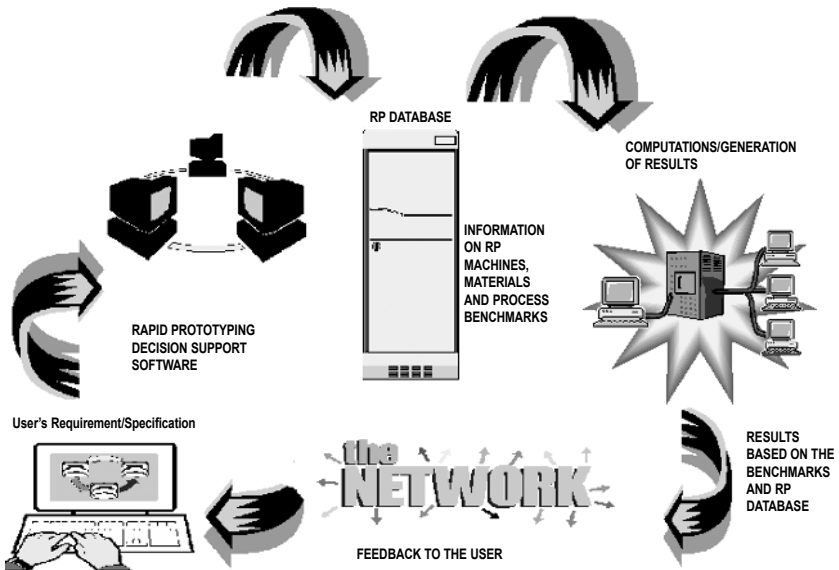 RP DATABASE
COMPUTATIONS/GENERATION
OF RESULTS
INFORMATION
ON RP
MACHINES,
MATERIALS
AND PROCESS
BENCHMARKS
RAPID PROTOTYPING
DECISION SUPPORT
SOFTWARE
User's Requirement/Specification
the
NETWORK
RESULTS
BASED ON THE
BENCHMARKS
AND RP
DATABASE
FEEDBACK TO THE USER